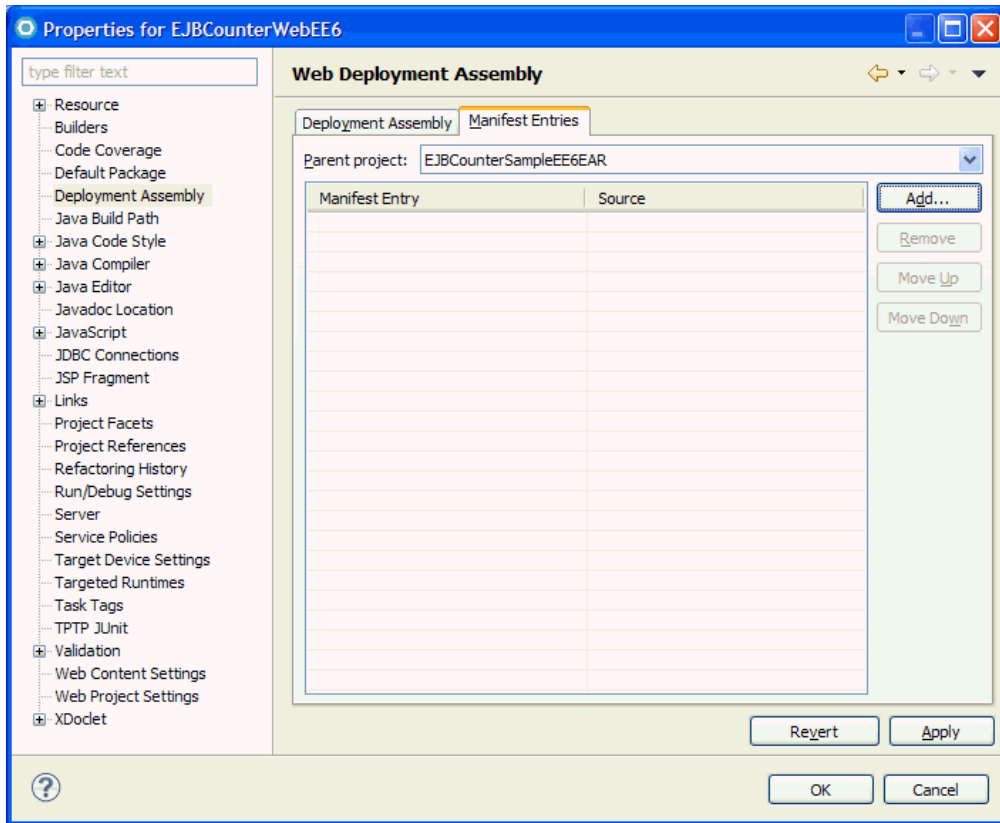 Properties for EJBCounterWebEE6
type filter text
Resource
Builders
Code Coverage
Default Package
Deployment Assembly
Java Build Path
Java Code Style
Java Compiler
Java Editor
Javadoc Location
JavaScript
JDBC Connections
JSP Fragment
Links
Project Facets
Project References
Refactoring History
Run/Debug Settings
Server
Service Policies
Target Device Settings
Targeted Runtimes
Task Tags
TPTP JUnit
Validation
Web Content Settings
Web Project Settings
XDoclet
Web Deployment Assembly
Deployment Assembly Manifest Entries
Parent project: EJBCounterSampleEE6EAR
Manifest Entry Source
Add...
Remove
Move Up
Move Down
Revert Apply
? OK Cancel